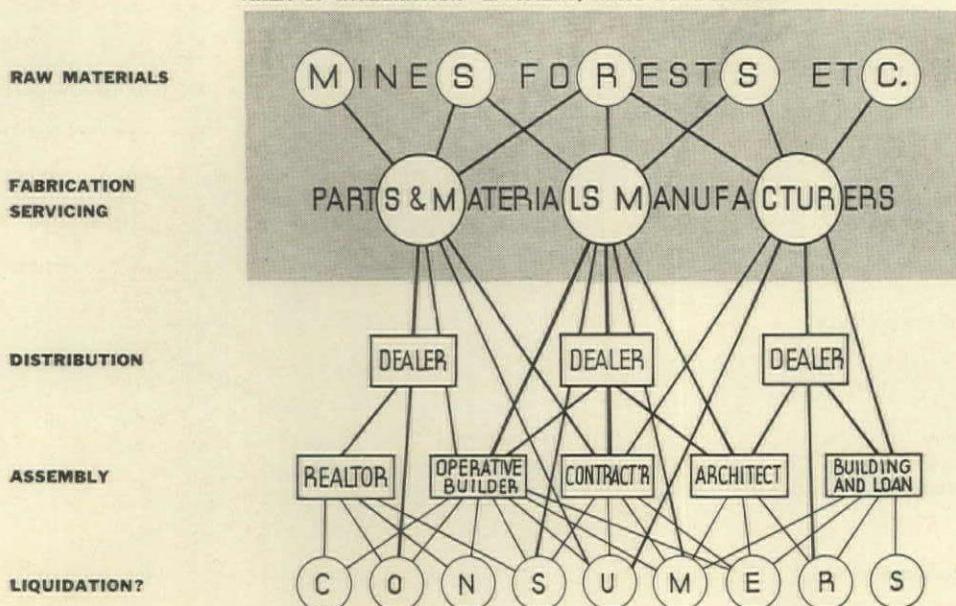 RAW MATERIALS
MINES FORESTS ETC.
FABRICATION
SERVICING
PARTS & MATERIALS MANUFACTURERS
DISTRIBUTION
DEALER DEALER DEALER
ASSEMBLY
REALTOR OPERATIVE BUILDER CONTRACT'R ARCHITECT BUILDING AND LOAN
LIQUIDATION?
CONSUMERS